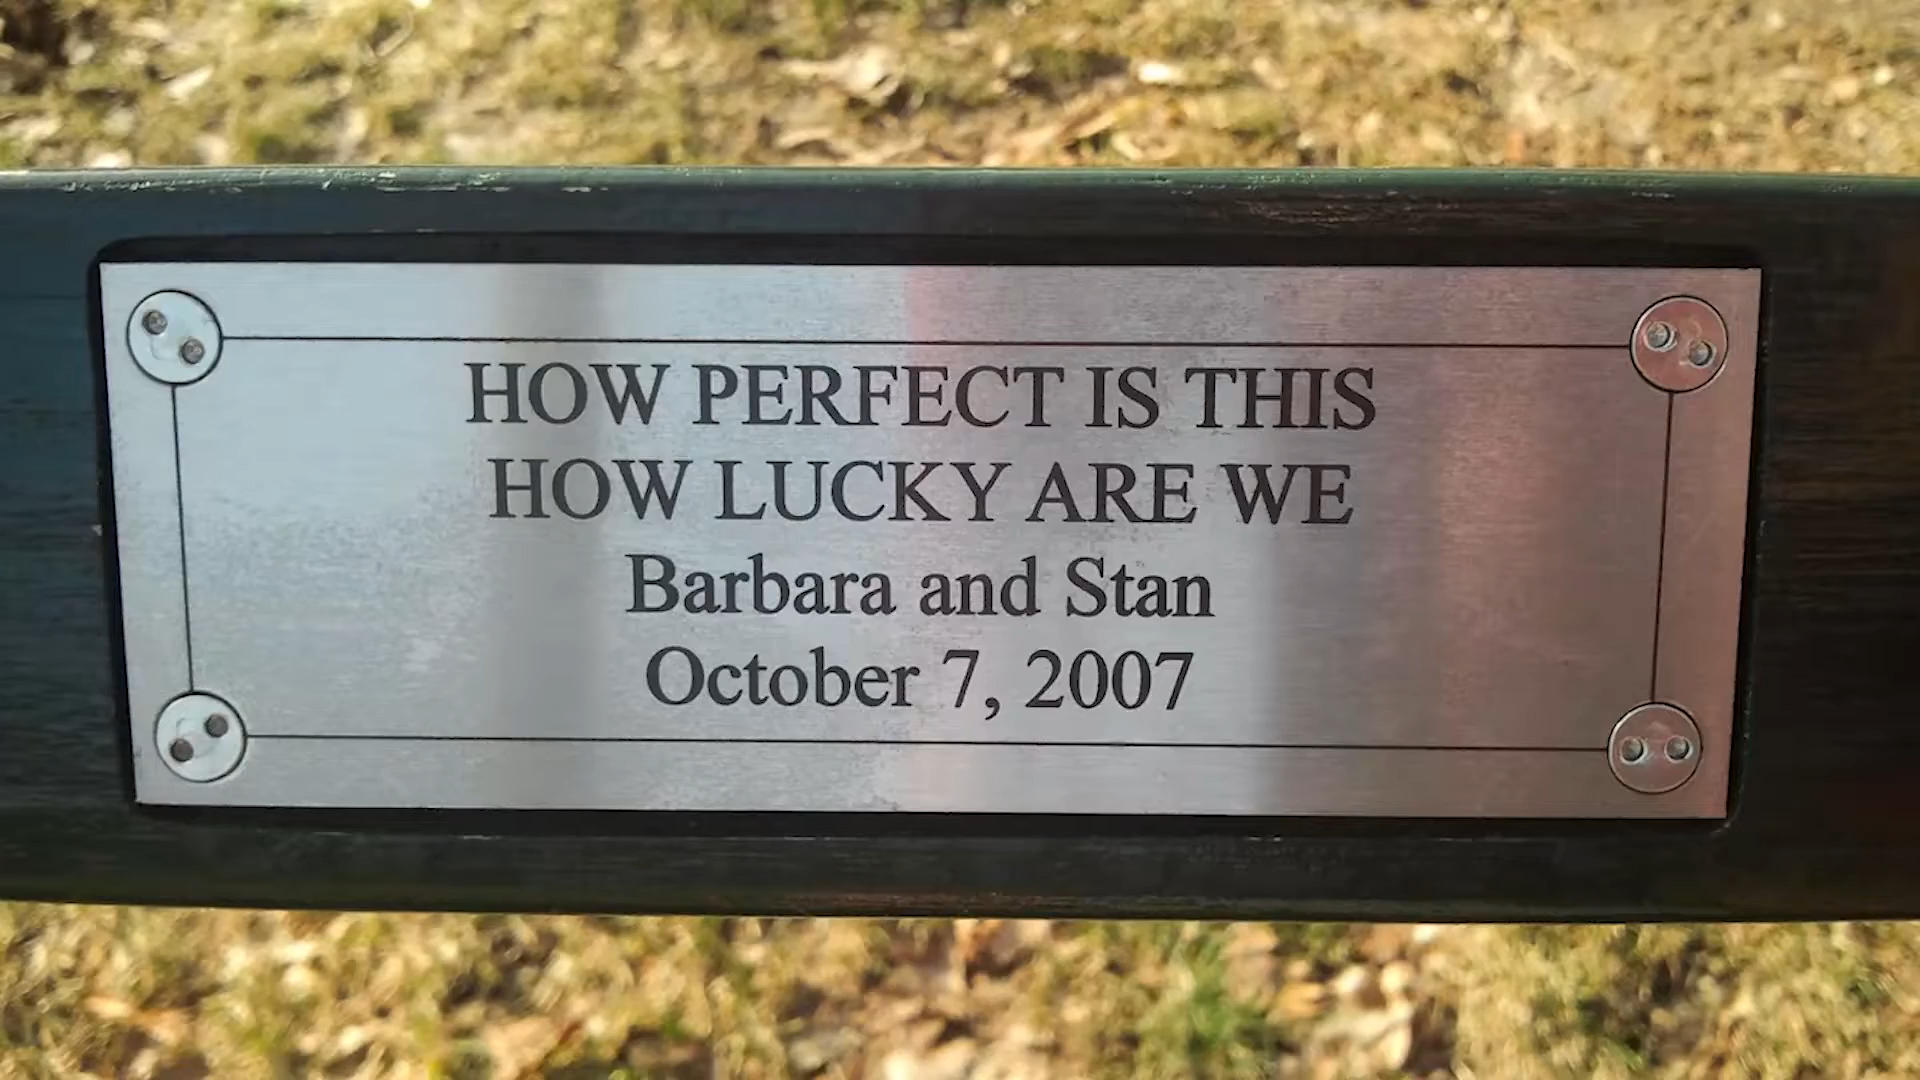 HOW PERFECT IS THIS
HOW LUCKY ARE WE
Barbara and Stan
October 7, 2007